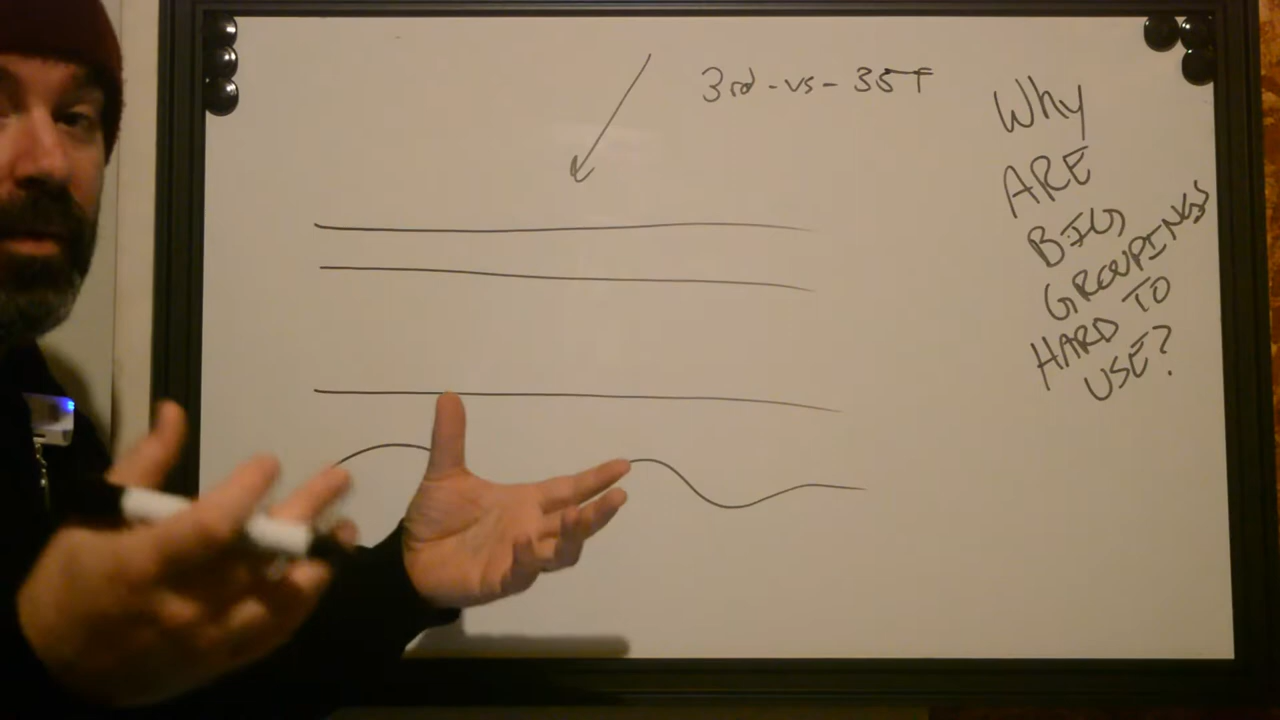 3rd -vs- 35T
Why
ARE
BIG
GROUPINGS
HARD TO
USE?